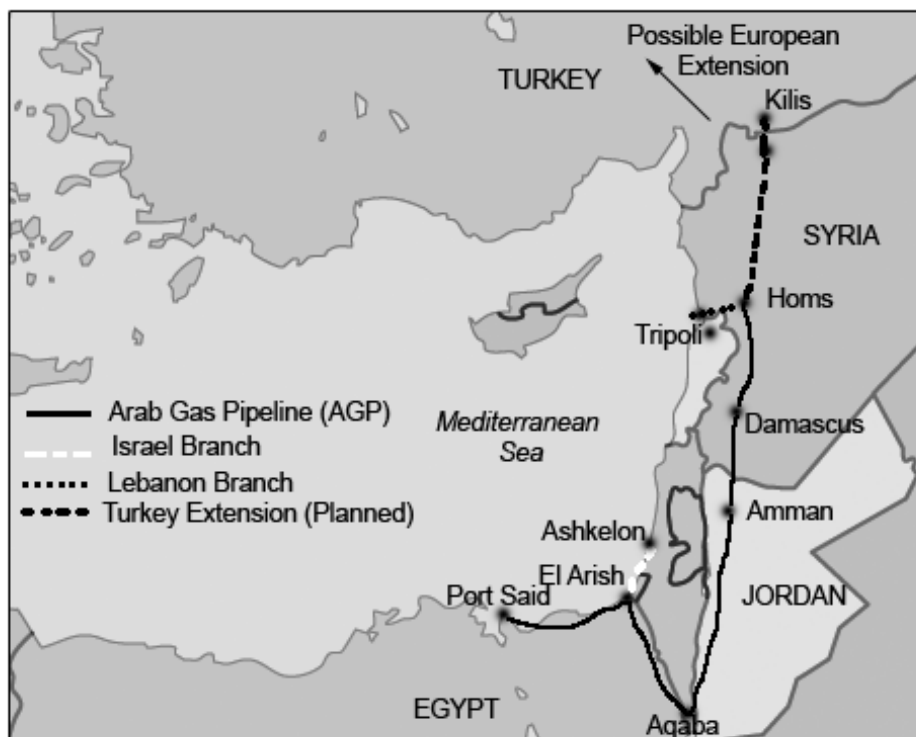 Possible European
Extension
TURKEY
Kilis
SYRIA
Homs
Tripoli
Arab Gas Pipeline (AGP)
Israel Branch
Lebanon Branch
Turkey Extension (Planned)
Mediterranean
Sea
Damascus
Amman
Ashkelon
El Arish
Port Said
JORDAN
EGYPT
Aqaba